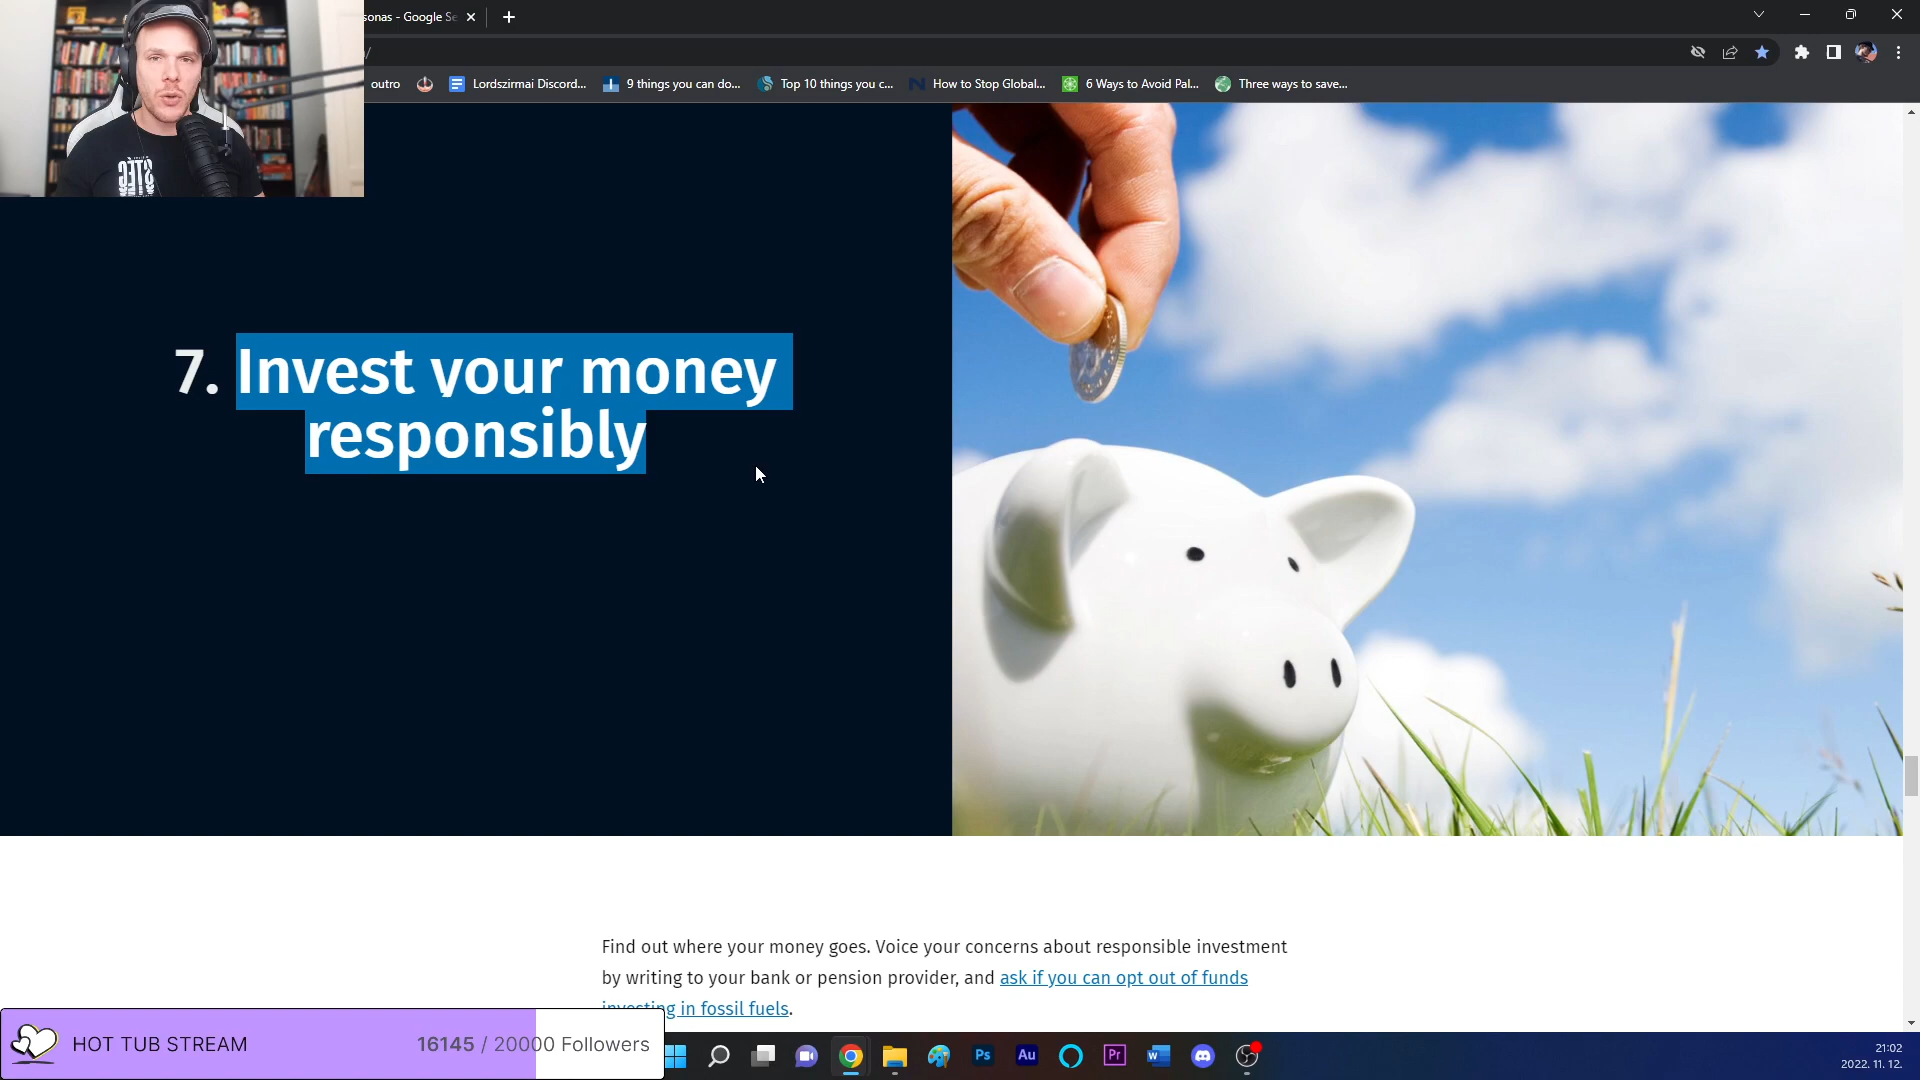 sonas - Google Se
outro
Lordszirmai Discord...
9 things you can do...
Top 10 things you c...
How to Stop Global...
6 Ways to Avoid Pal...
Three ways to save...
7. Invest your money
responsibly
Find out where your money goes. Voice your concerns about responsible investment
by writing to your bank or pension provider, and ask if you can opt out of funds
investing in fossil fuels.
HOT TUB STREAM
16145 / 20000 Followers
Ps
Au
Pr
W
21:02
2022. 11. 12.